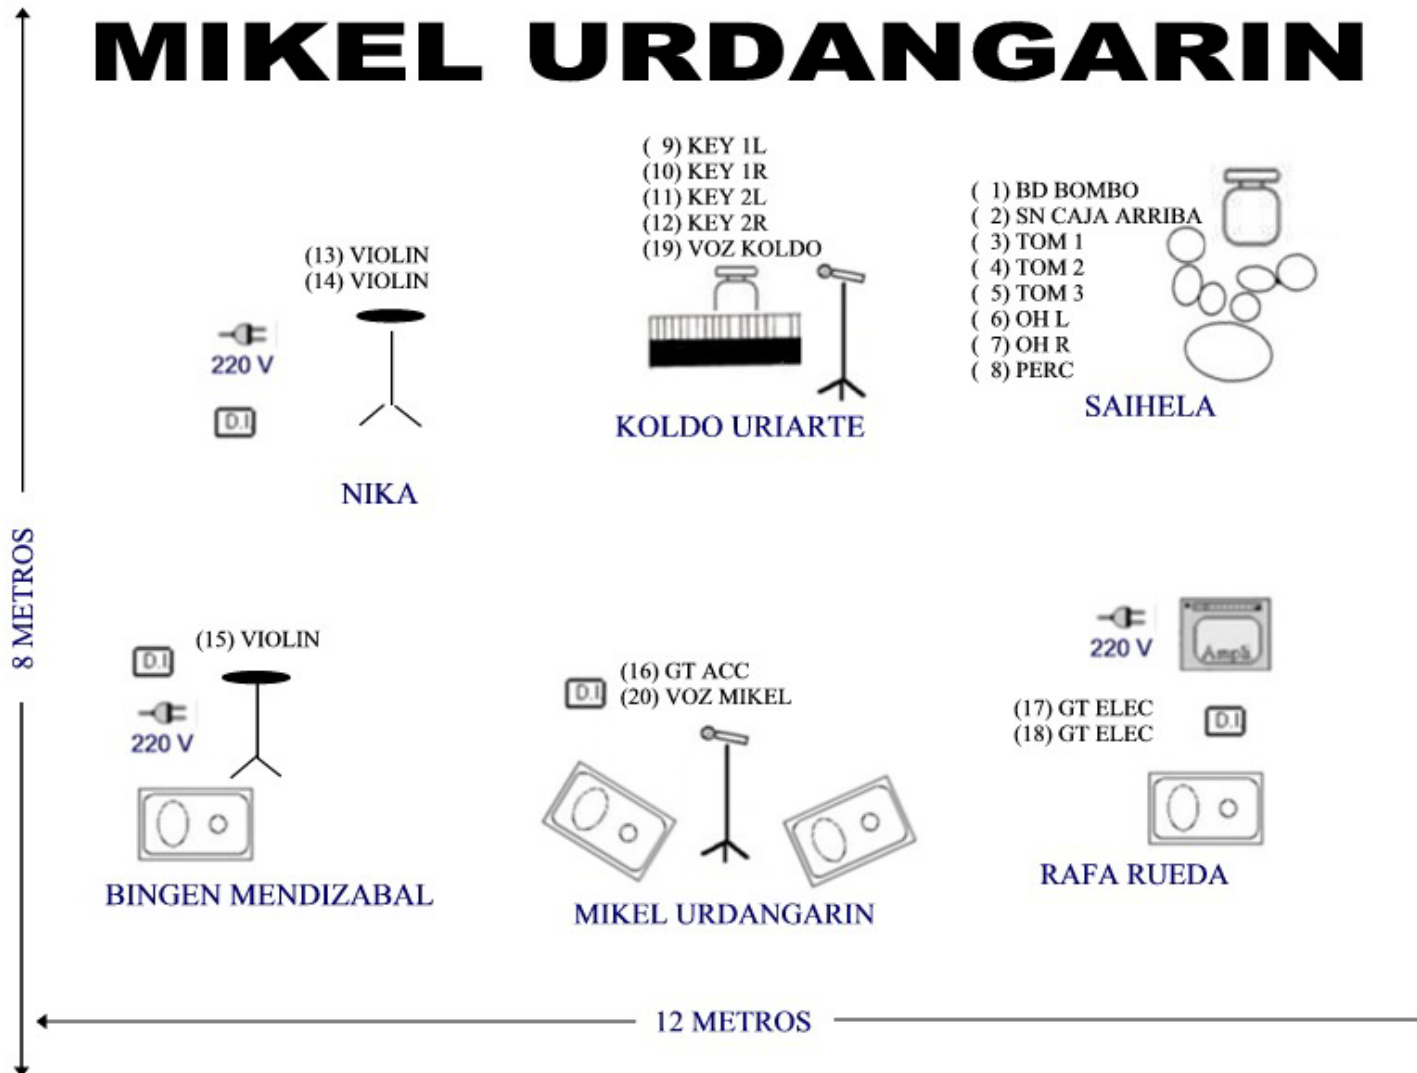 MIKEL URDANGARIN
( 9) KEY 1L
(10) KEY 1R
(11) KEY 2L
(12) KEY 2R
(19) VOZ KOLDO
KOLDO URIARTE
( 1) BD BOMBO
( 2) SN CAJA ARRIBA
( 3) TOM 1
( 4) TOM 2
( 5) TOM 3
( 6) OH L
( 7) OH R
( 8) PERC
SAIHELA
(13) VIOLIN
(14) VIOLIN
220 V
D.I
NIKA
8 METROS
(15) VIOLIN
D.I
220 V
BINGEN MENDIZABAL
(16) GT ACC
(20) VOZ MIKEL
D.I
MIKEL URDANGARIN
220 V
Ampli
(17) GT ELEC
(18) GT ELEC
D.I
RAFA RUEDA
12 METROS